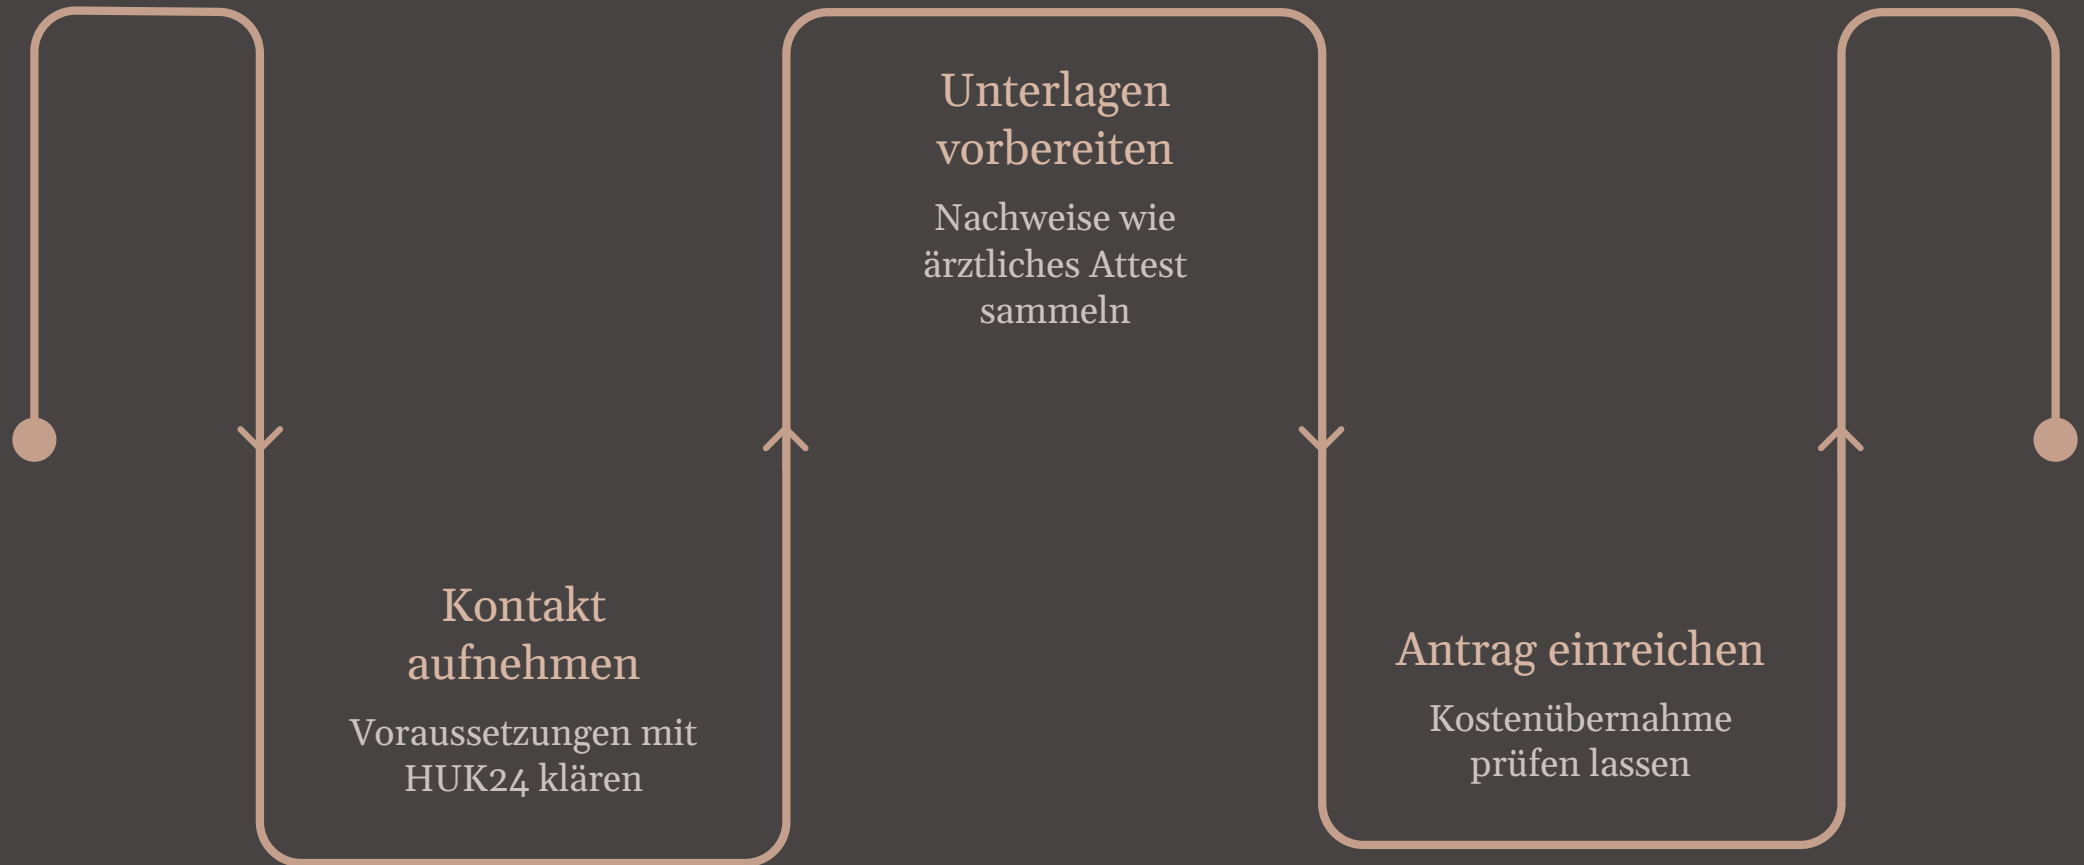 Kontakt
aufnehmen
Voraussetzungen mit
HUK24 klären
Unterlagen
vorbereiten
Nachweise wie
ärztliches Attest
sammeln
Antrag einreichen
Kostenübernahme
prüfen lassen